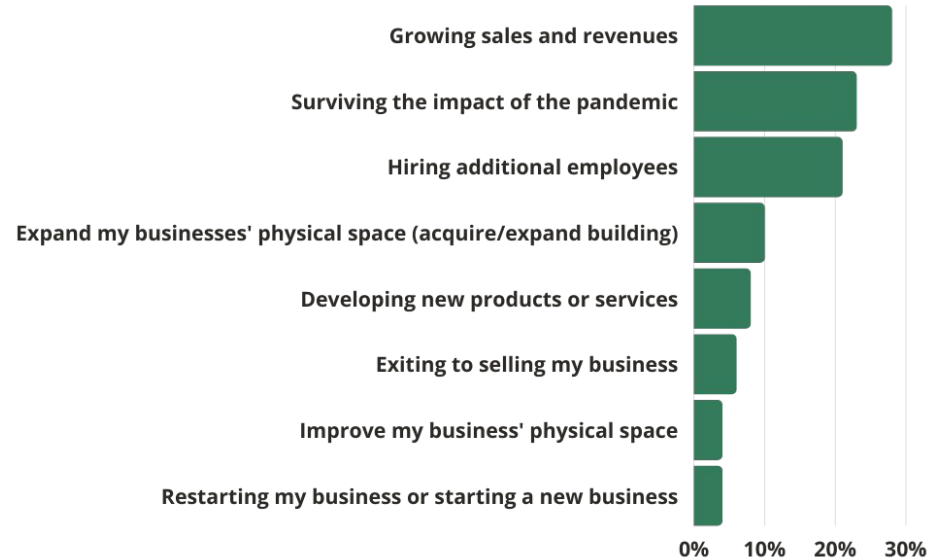 Growing sales and revenues
Surviving the impact of the pandemic
Hiring additional employees
Expand my businesses' physical space (acquire/expand building)
Developing new products or services
Exiting to selling my business
Improve my business' physical space
Restarting my business or starting a new business
0% 10% 20% 30%